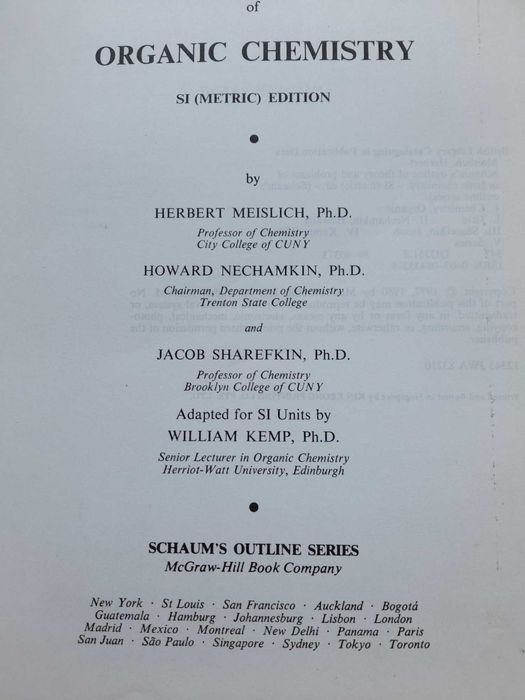 of
ORGANIC CHEMISTRY
SI (METRIC) EDITION
by
HERBERT MEISLICH, Ph.D.
Professor of Chemistry
City College of CUNY
HOWARD NECHAMKIN, Ph.D.
Chairman, Department of Chemistry
Trenton State College
and
JACOB SHAREFKIN, Ph.D.
Professor of Chemistry
Brooklyn College of CUNY
Adapted for SI Units by
WILLIAM KEMP, Ph.D.
Senior Lecturer in Organic Chemistry
Herriot-Watt University, Edinburgh
SCHAUM'S OUTLINE SERIES
McGraw-Hill Book Company
New York · St Louis · San Francisco · Auckland · Bogotá
Guatemala · Hamburg · Johannesburg · Lisbon · London
Madrid · Mexico · Montreal · New Delhi · Panama · Paris
San Juan · São Paulo · Singapore · Sydney · Tokyo · Toronto